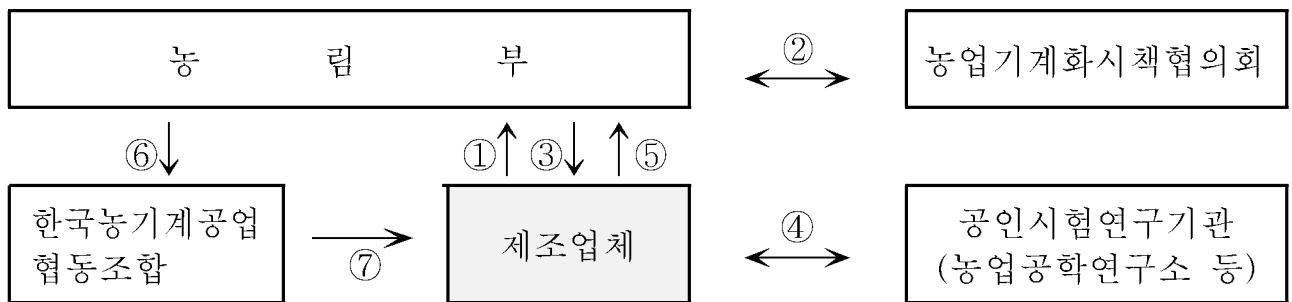 농 림 부
②
농업기계화시책협의회
⑥
①
③
⑤
한국농기계공업
협동조합
⑦
제조업체
④
공인시험연구기관
(농업공학연구소 등)